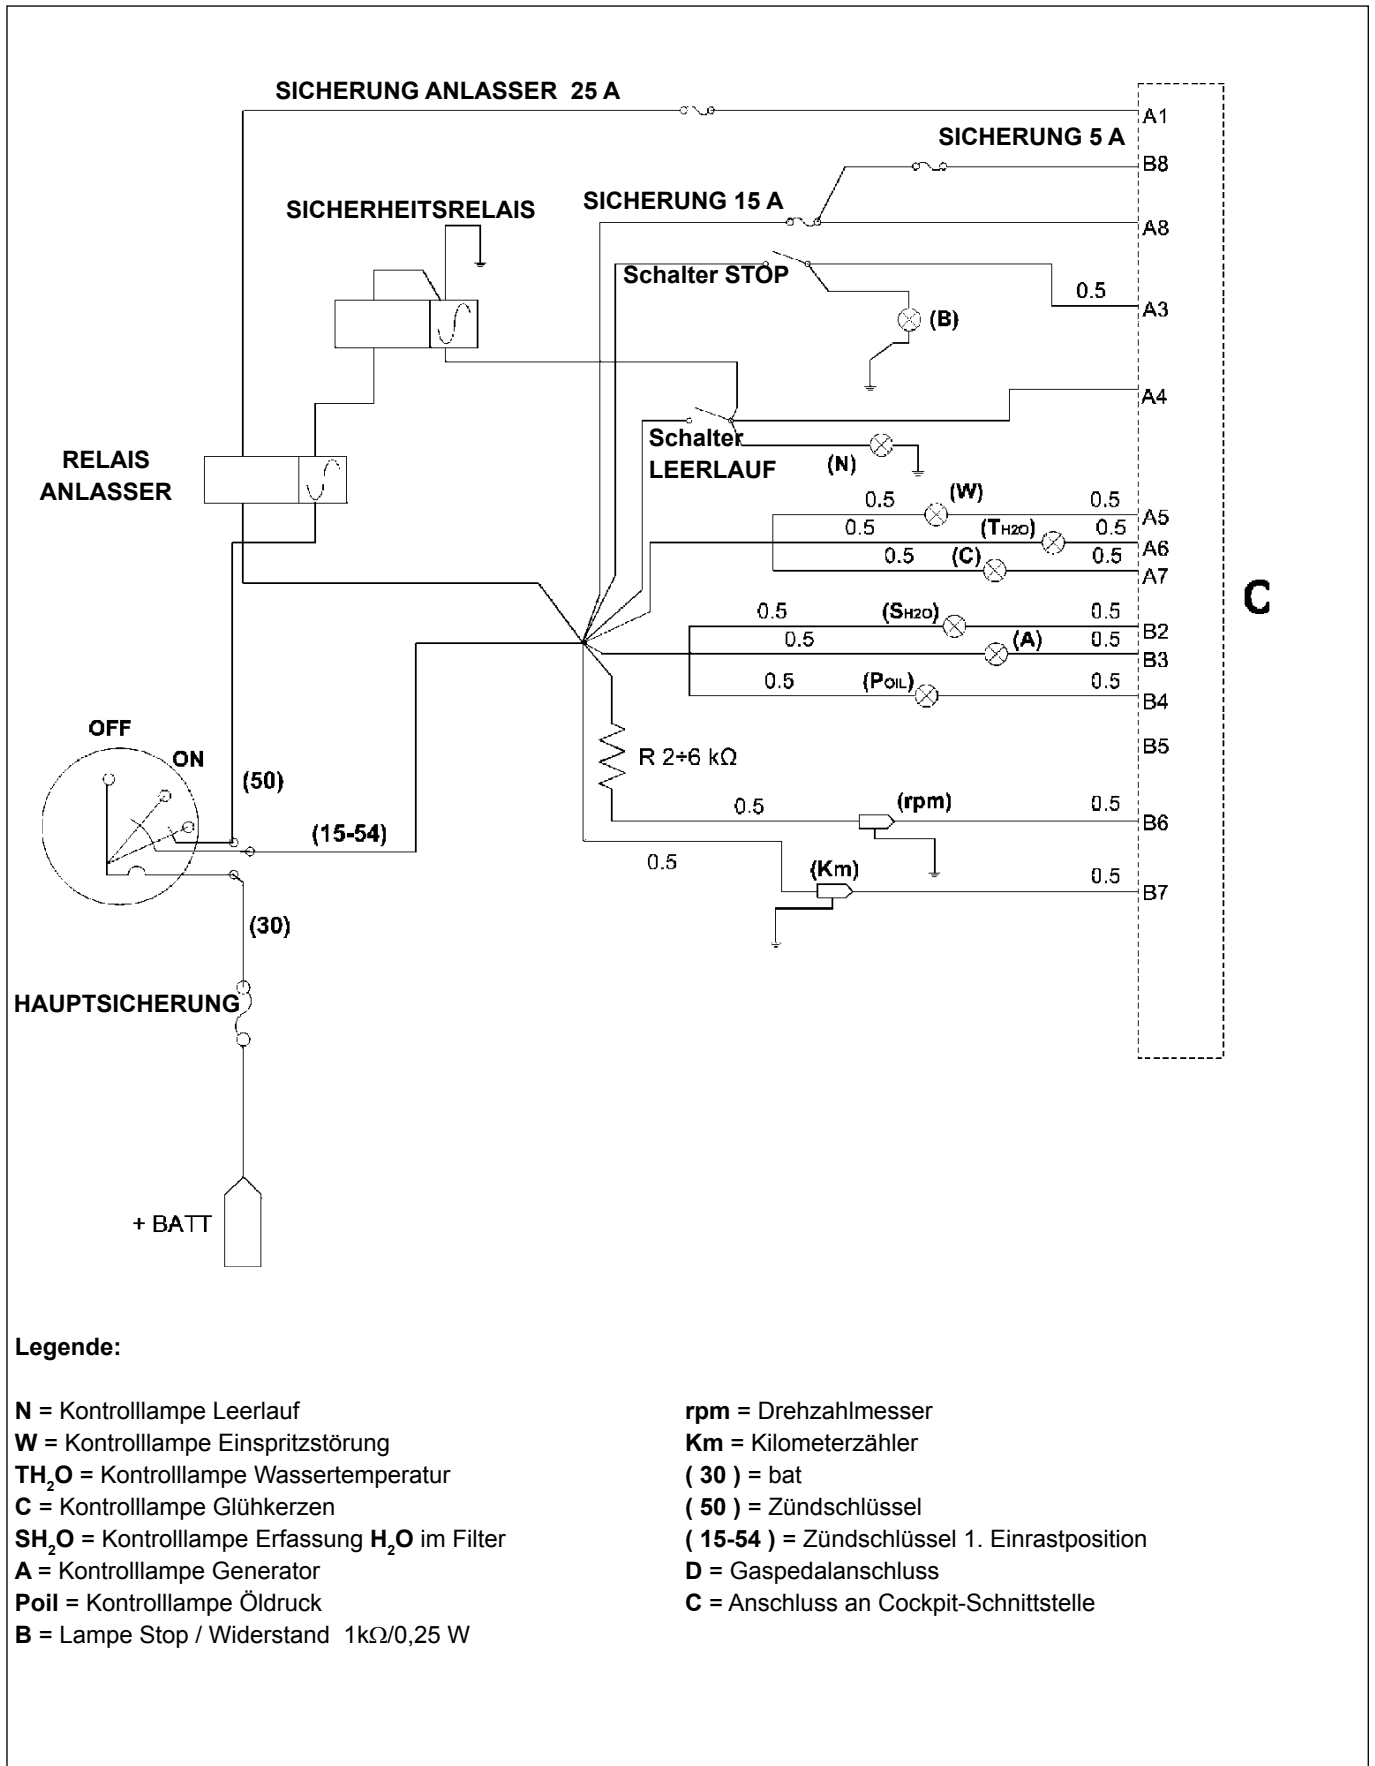 SICHERUNG ANLASSER 25 A
A1
SICHERUNG 5 A
B8
SICHERUNG 15 A
SICHERHEITSRELAIS
A8
Schalter STOP
0.5
A3
(B)
A4
Schalter
LEERLAUF
(N)
RELAIS
ANLASSER
0.5
(W)
0.5
A5
0.5
(TH2O)
0.5
A6
0.5
(C)
0.5
A7
C
0.5
(SH2O)
0.5
B2
0.5
(A)
0.5
B3
0.5
(POIL)
0.5
B4
OFF
ON
B5
R 2÷6 kΩ
(50)
0.5
(rpm)
0.5
B6
(15-54)
0.5
(Km)
0.5
B7
(30)
HAUPTSICHERUNG
+ BATT
Legende:
N = Kontrolllampe Leerlauf
W = Kontrolllampe Einspritzstörung
TH2O = Kontrolllampe Wassertemperatur
C = Kontrolllampe Glühkerzen
SH2O = Kontrolllampe Erfassung H2O im Filter
A = Kontrolllampe Generator
Poil = Kontrolllampe Öldruck
B = Lampe Stop / Widerstand 1kΩ/0,25 W
rpm = Drehzahlmesser
Km = Kilometerzähler
( 30 ) = bat
( 50 ) = Zündschlüssel
( 15-54 ) = Zündschlüssel 1. Einrastposition
D = Gaspedalanschluss
C = Anschluss an Cockpit-Schnittstelle